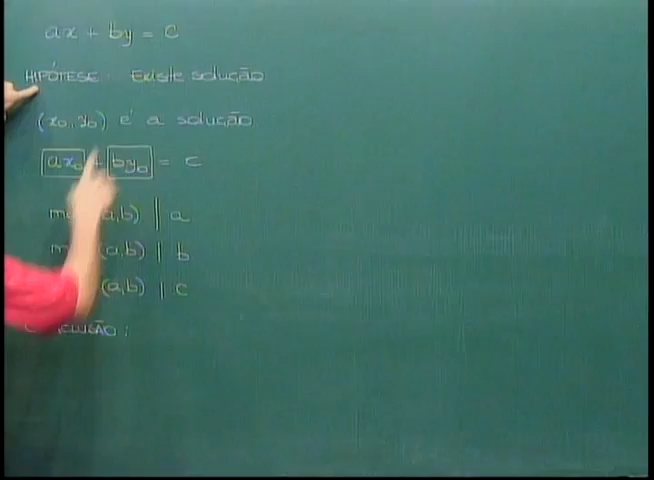 ax + by = c
HIPÓTESE: Existe solução
(x₀, y₀) é a solução
ax₀ + by₀ = c
a,b) | a
(a,b) | b
(a,b) | c